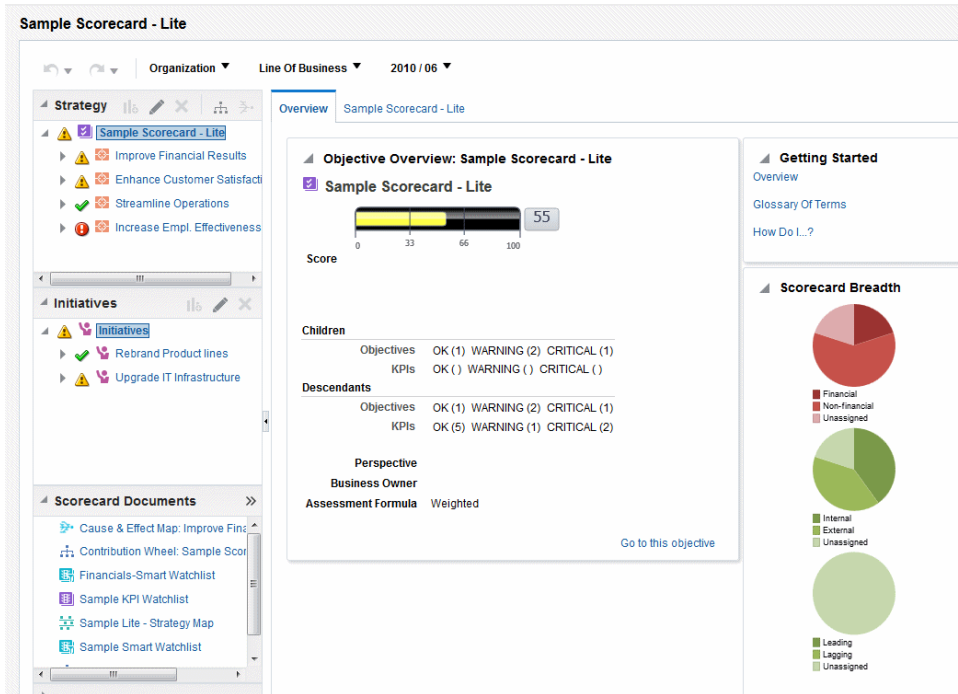 Sample Scorecard - Lite
Organization
Line Of Business
2010 / 06
Strategy
Sample Scorecard - Lite
Improve Financial Results
Enhance Customer Satisfacti
Streamline Operations
Increase Empl. Effectiveness
Initiatives
Initiatives
Rebrand Product lines
Upgrade IT Infrastructure
Scorecard Documents
Cause & Effect Map: Improve Fina
Contribution Wheel: Sample Scor
Financials-Smart Watchlist
Sample KPI Watchlist
Sample Lite - Strategy Map
Sample Smart Watchlist
Overview
Sample Scorecard - Lite
Objective Overview: Sample Scorecard - Lite
Sample Scorecard - Lite
55
0 33 66 100
Score
Children
Objectives OK (1) WARNING (2) CRITICAL (1)
KPIs OK ( ) WARNING ( ) CRITICAL ( )
Descendants
Objectives OK (1) WARNING (2) CRITICAL (1)
KPIs OK (5) WARNING (1) CRITICAL (2)
Perspective
Business Owner
Assessment Formula Weighted
Go to this objective
Getting Started
Overview
Glossary Of Terms
How Do I...?
Scorecard Breadth
Financial
Non-financial
Unassigned
Internal
External
Unassigned
Leading
Lagging
Unassigned